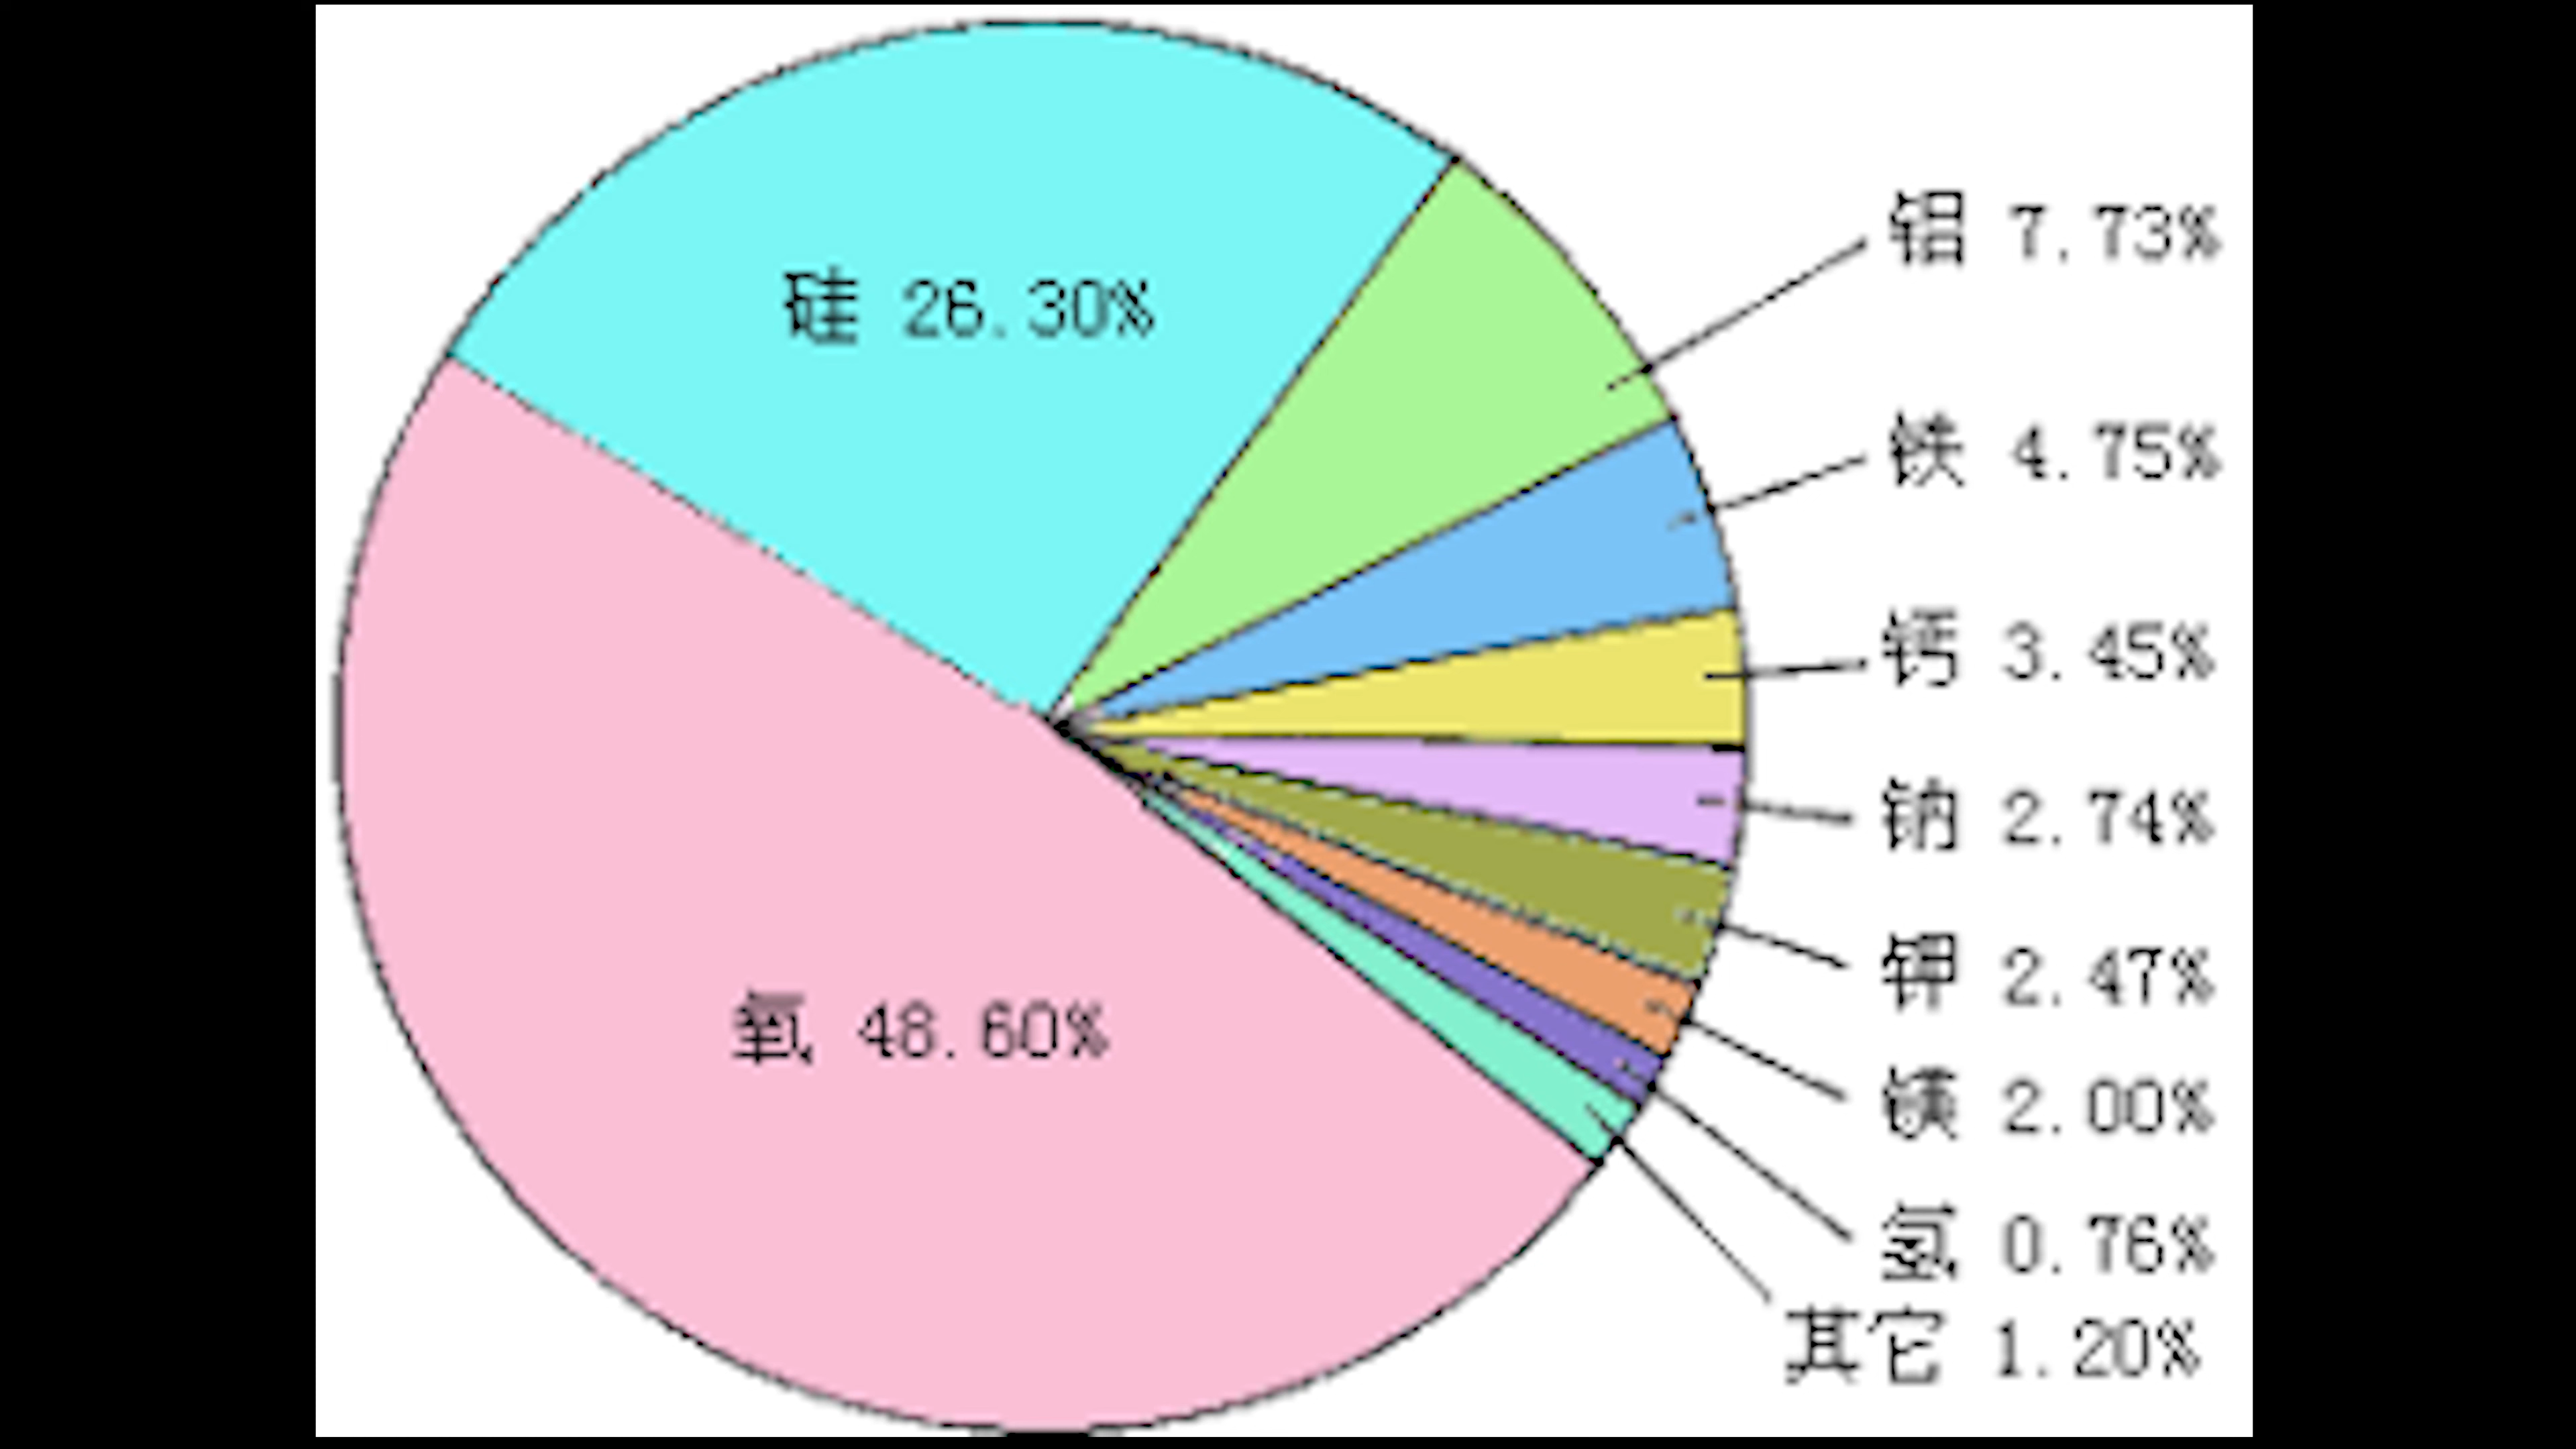 硅 26.30%
氧 48.60%
铝 7.73%
铁 4.75%
钙 3.45%
钠 2.74%
钾 2.47%
镁 2.00%
氢 0.76%
其它 1.20%